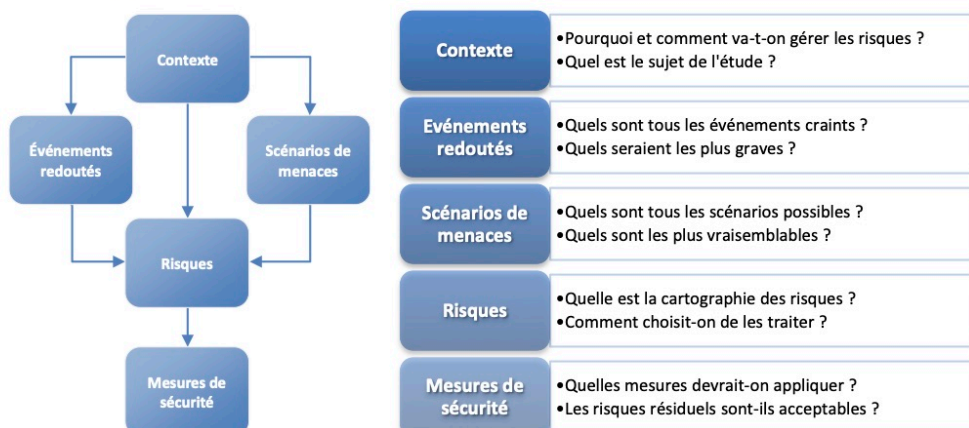 Contexte
Événements
redoutés
Scénarios de
menaces
Risques
Mesures de
sécurité
Contexte
•Pourquoi et comment va-t-on gérer les risques ?
•Quel est le sujet de l'étude ?
Evénements
redoutés
•Quels sont tous les événements craints ?
•Quels seraient les plus graves ?
Scénarios de
menaces
•Quels sont tous les scénarios possibles ?
•Quels sont les plus vraisemblables ?
Risques
•Quelle est la cartographie des risques ?
•Comment choisit-on de les traiter ?
Mesures de
sécurité
•Quelles mesures devrait-on appliquer ?
•Les risques résiduels sont-ils acceptables ?